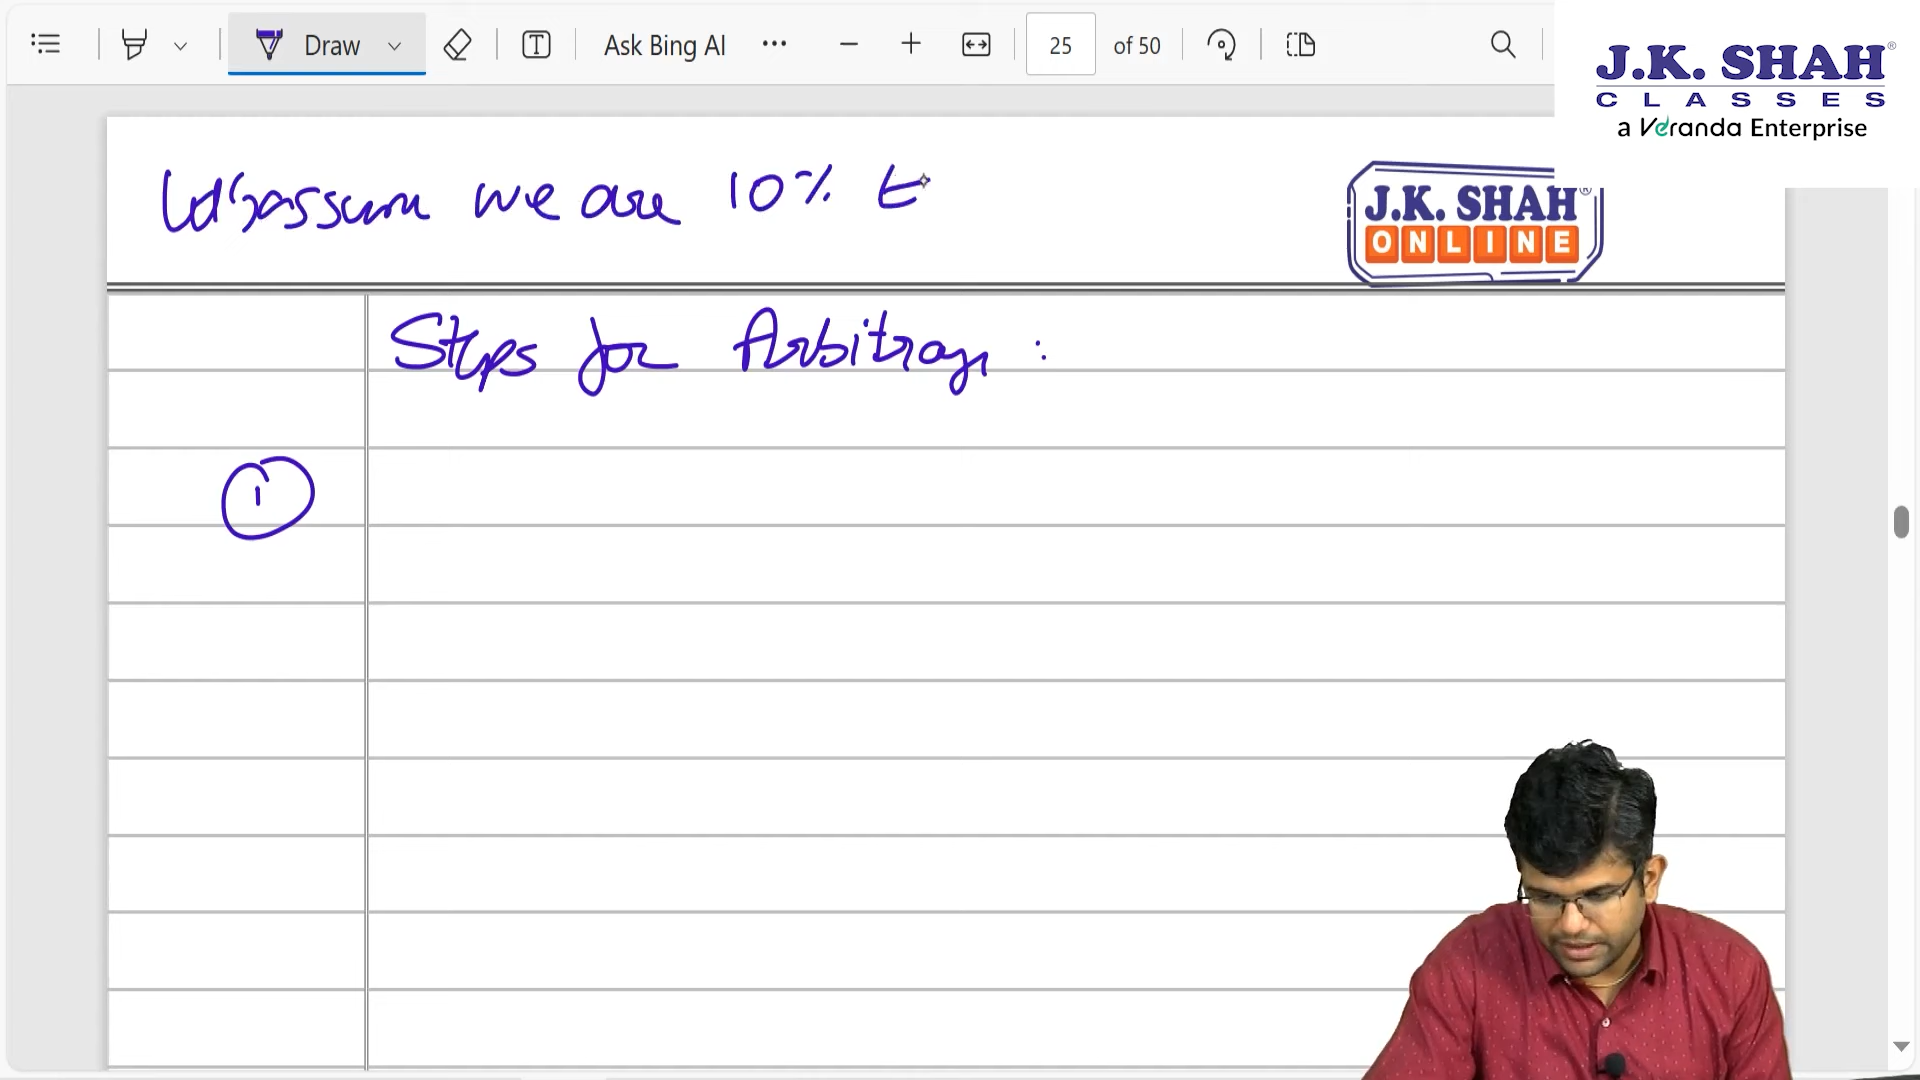 Draw
Ask Bing AI
25 of 50
J.K. SHAH®
CLASSES
a Veranda Enterprise
Let's assume we are 10% t
J.K. SHAH®
ONLINE
Steps for Arbitrage :
1